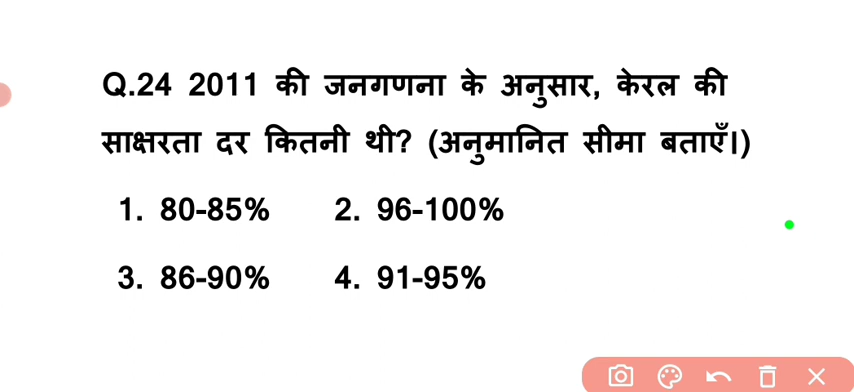 Q.24 2011 की जनगणना के अनुसार, केरल की
साक्षरता दर कितनी थी? (अनुमानित सीमा बताएँ।)
1. 80-85% 2. 96-100%
3. 86-90% 4. 91-95%